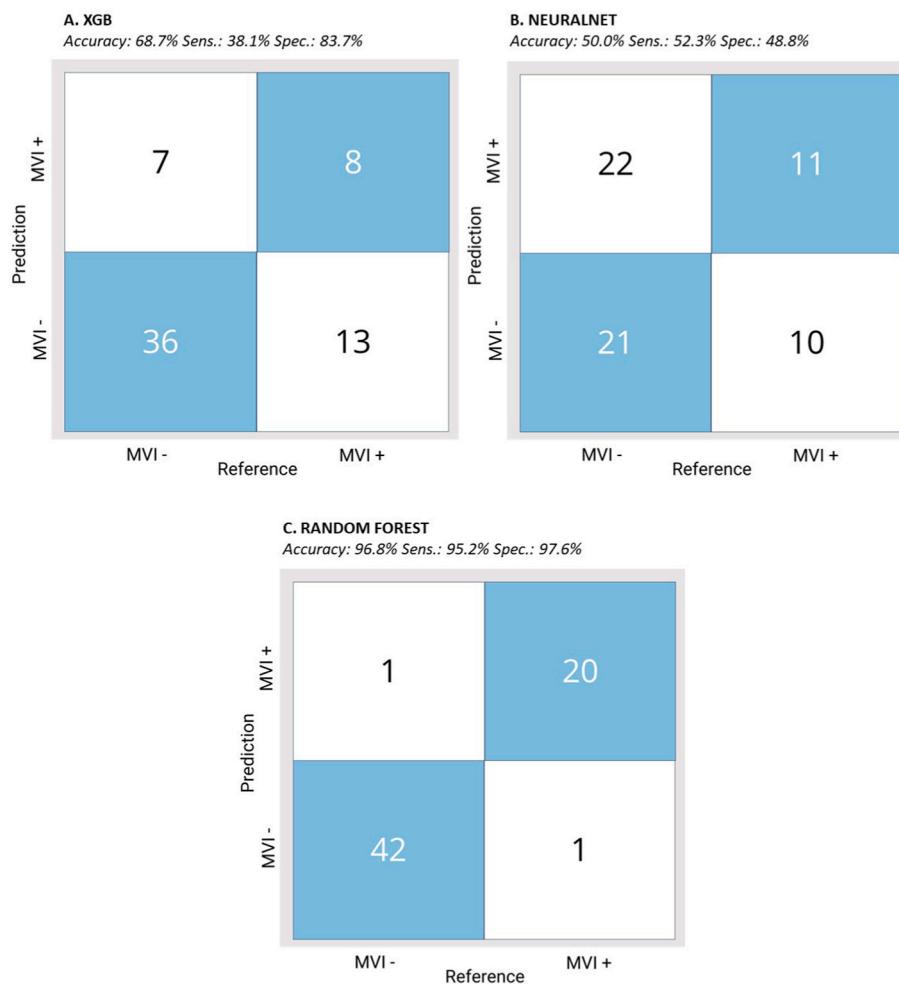 A. XGB
Accuracy: 68.7% Sens.: 38.1% Spec.: 83.7%
MVI +
7
8
Prediction
MVI -
36
13
MVI -
MVI +
Reference
B. NEURALNET
Accuracy: 50.0% Sens.: 52.3% Spec.: 48.8%
MVI +
22
11
Prediction
MVI -
21
10
MVI -
MVI +
Reference
C. RANDOM FOREST
Accuracy: 96.8% Sens.: 95.2% Spec.: 97.6%
MVI +
1
20
Prediction
MVI -
42
1
MVI -
MVI +
Reference